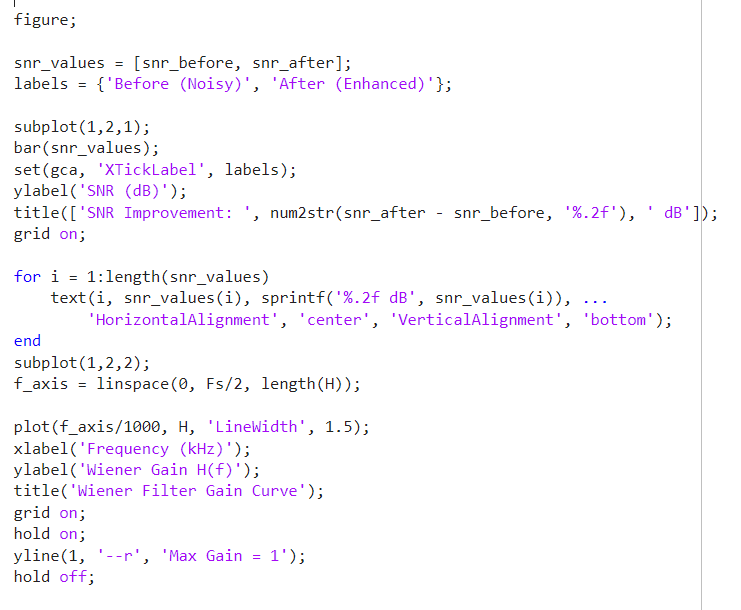 figure;
snr_values = [snr_before, snr_after];
labels = {'Before (Noisy)', 'After (Enhanced)'};
subplot(1,2,1);
bar(snr_values);
set(gca, 'XTickLabel', labels);
ylabel('SNR (dB)');
title(['SNR Improvement: ', num2str(snr_after - snr_before, '%.2f'), ' dB']);
grid on;
for i = 1:length(snr_values)
    text(i, snr_values(i), sprintf('%.2f dB', snr_values(i)), ...
        'HorizontalAlignment', 'center', 'VerticalAlignment', 'bottom');
end
subplot(1,2,2);
f_axis = linspace(0, Fs/2, length(H));
plot(f_axis/1000, H, 'LineWidth', 1.5);
xlabel('Frequency (kHz)');
ylabel('Wiener Gain H(f)');
title('Wiener Filter Gain Curve');
grid on;
hold on;
yline(1, '--r', 'Max Gain = 1');
hold off;